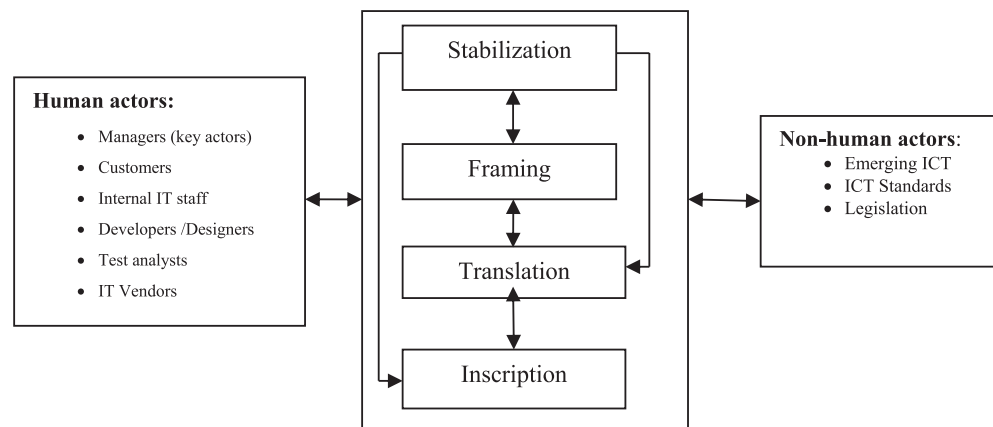 Human actors:
• Managers (key actors)
• Customers
• Internal IT staff
• Developers /Designers
• Test analysts
• IT Vendors
Stabilization
Framing
Translation
Inscription
Non-human actors:
• Emerging ICT
• ICT Standards
• Legislation